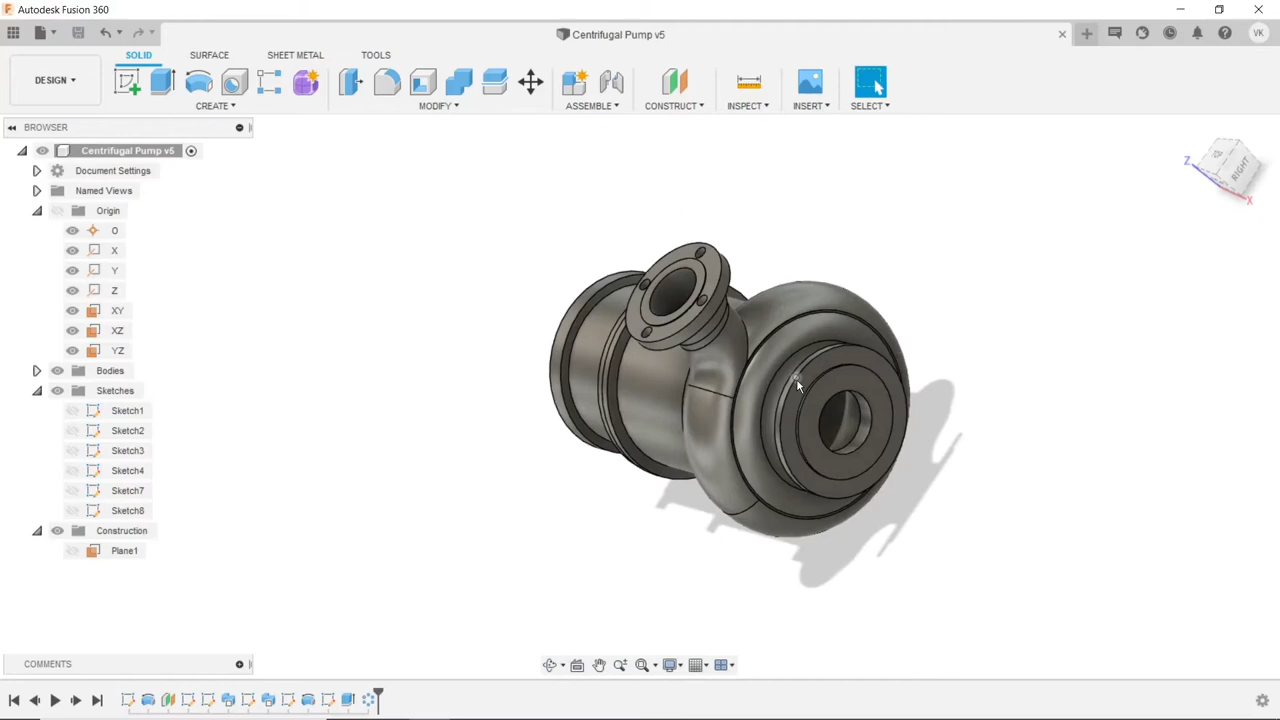 Autodesk Fusion 360
Centrifugal Pump v5
VK
SOLID SURFACE SHEET METAL TOOLS
DESIGN
CREATE MODIFY ASSEMBLE CONSTRUCT INSPECT INSERT SELECT
BROWSER
Centrifugal Pump v5
Document Settings
Named Views
Origin
O
X
Y
Z
XY
XZ
YZ
Bodies
Sketches
Sketch1
Sketch2
Sketch3
Sketch4
Sketch7
Sketch8
Construction
Plane1
Z
RIGHT
X
COMMENTS